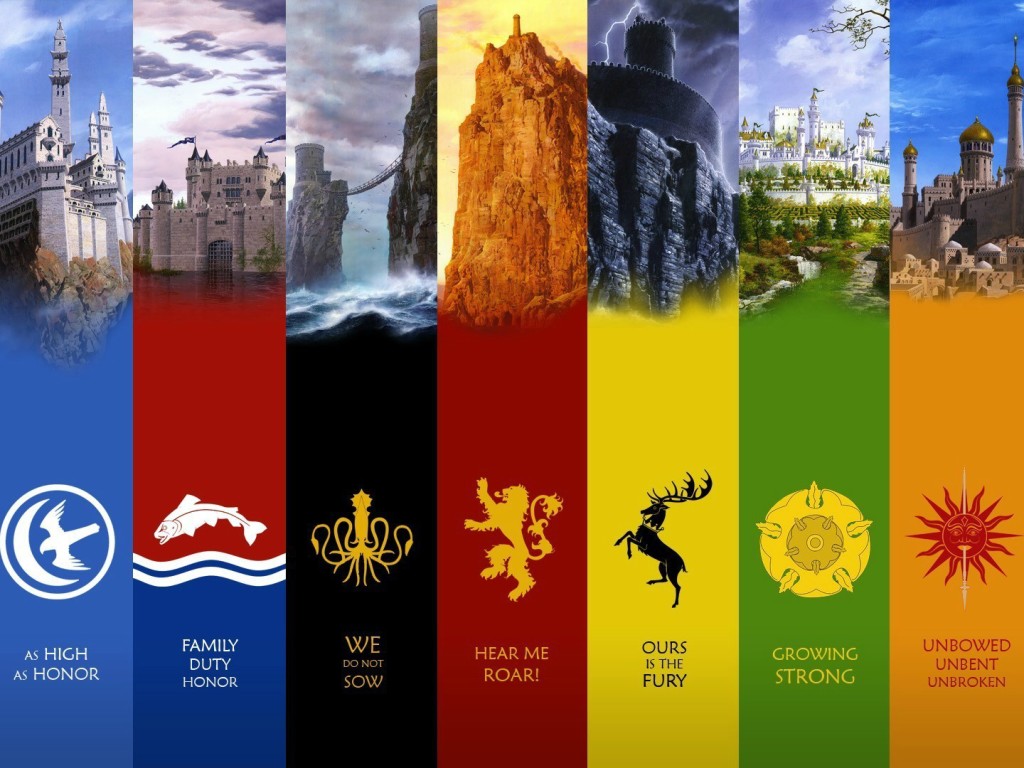 AS HIGH
AS HONOR
FAMILY
DUTY
HONOR
WE
DO NOT
SOW
HEAR ME
ROAR!
OURS
IS THE
FURY
GROWING
STRONG
UNBOWED
UNBENT
UNBROKEN